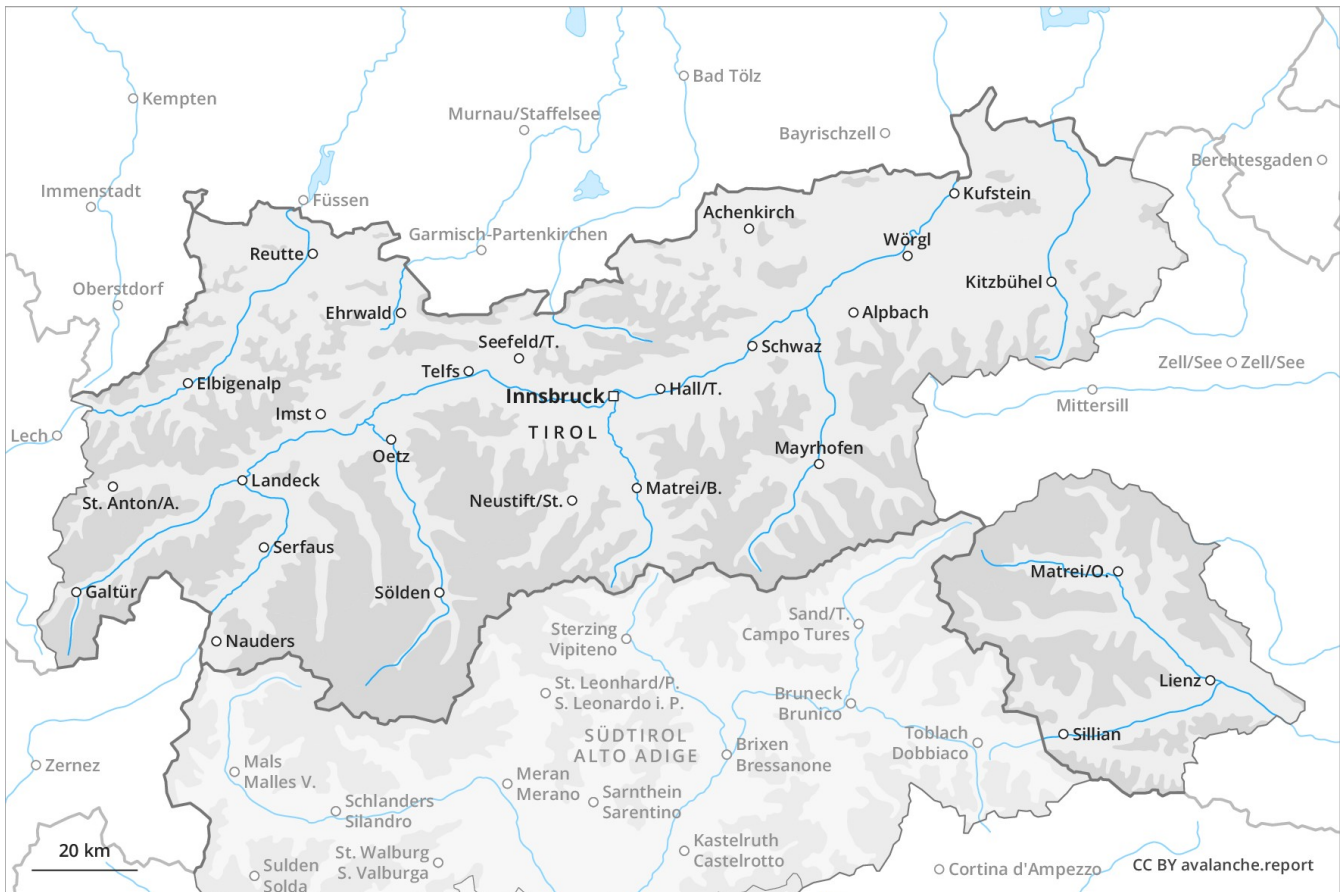 Kempten
Bad Tölz
Murnau/Staffelsee
Bayrischzell
Berchtesgaden
Immenstadt
Füssen
Kufstein
Achenkirch
Garmisch-Partenkirchen
Wörgl
Reutte
Oberstdorf
Kitzbühel
Ehrwald
Alpbach
Seefeld/T.
Schwaz
Zell/See
Zell/See
Telfs
Elbigenalp
Innsbruck
Hall/T.
Mittersill
Imst
TIROL
Lech
Oetz
Mayrhofen
Landeck
St. Anton/A.
Neustift/St.
Matrei/B.
Serfaus
Matrei/O.
Galtür
Sölden
Sand/T.
Campo Tures
Sterzing
Vipiteno
Nauders
Lienz
St. Leonhard/P.
S. Leonardo i. P.
Bruneck
Brunico
SÜDTIROL
ALTO ADIGE
Toblach
Dobbiaco
Sillian
Brixen
Bressanone
Zernez
Mals
Malles V.
Meran
Merano
Schlanders
Silandro
Sarnthein
Sarentino
Kastelruth
Castelrotto
20 km
St. Walburg
S. Valburga
Sulden
Solda
Cortina d'Ampezzo
CC BY avalanche.report